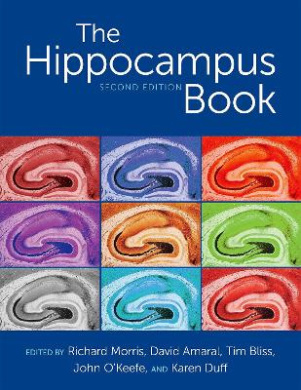 The
Hippocampus
SECOND EDITION
Book
EDITED BY Richard Morris, David Amaral, Tim Bliss,
John O'Keefe, AND Karen Duff